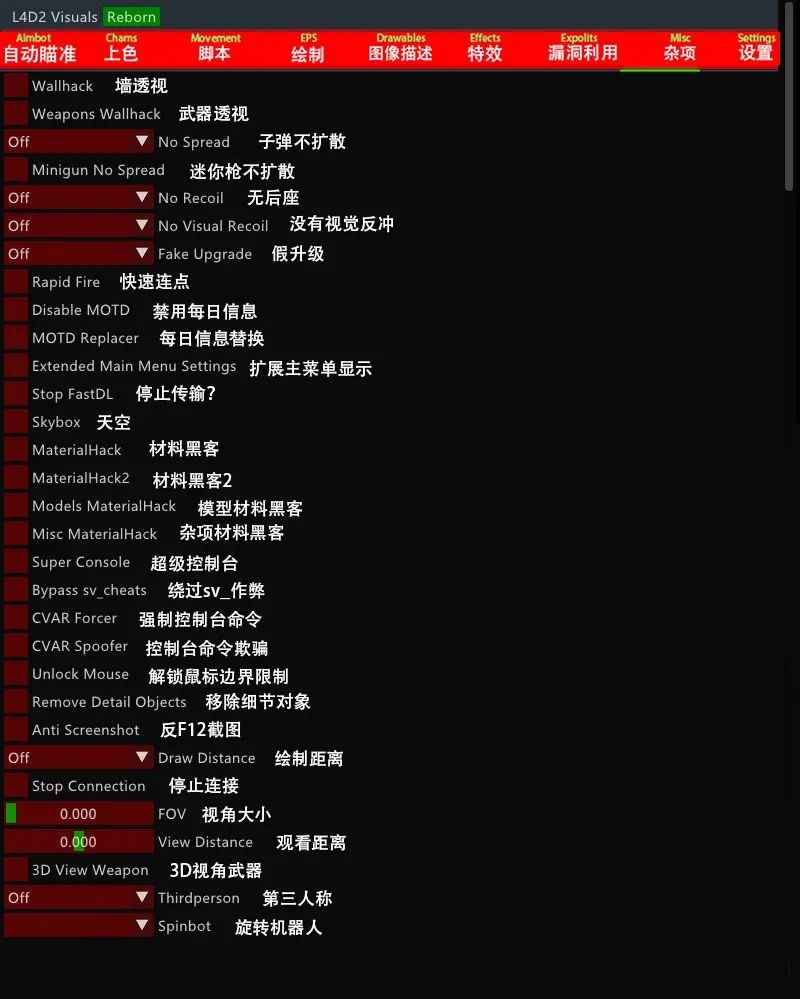 L4D2 Visuals Reborn
Aimbot Chams Movement EPS Drawables Effects Expolits Misc Settings
自动瞄准 上色 脚本 绘制 图像描述 特效 漏洞利用 杂项 设置
Wallhack 墙透视
Weapons Wallhack 武器透视
Off No Spread 子弹不扩散
Minigun No Spread 迷你枪不扩散
Off No Recoil 无后座
Off No Visual Recoil 没有视觉反冲
Off Fake Upgrade 假升级
Rapid Fire 快速连点
Disable MOTD 禁用每日信息
MOTD Replacer 每日信息替换
Extended Main Menu Settings 扩展主菜单显示
Stop FastDL 停止传输?
Skybox 天空
MaterialHack 材料黑客
MaterialHack2 材料黑客2
Models MaterialHack 模型材料黑客
Misc MaterialHack 杂项材料黑客
Super Console 超级控制台
Bypass sv_cheats 绕过sv_作弊
CVAR Forcer 强制控制台命令
CVAR Spoofer 控制台命令欺骗
Unlock Mouse 解锁鼠标边界限制
Remove Detail Objects 移除细节对象
Anti Screenshot 反F12截图
Off Draw Distance 绘制距离
Stop Connection 停止连接
0.000 FOV 视角大小
0.000 View Distance 观看距离
3D View Weapon 3D视角武器
Off Thirdperson 第三人称
Spinbot 旋转机器人